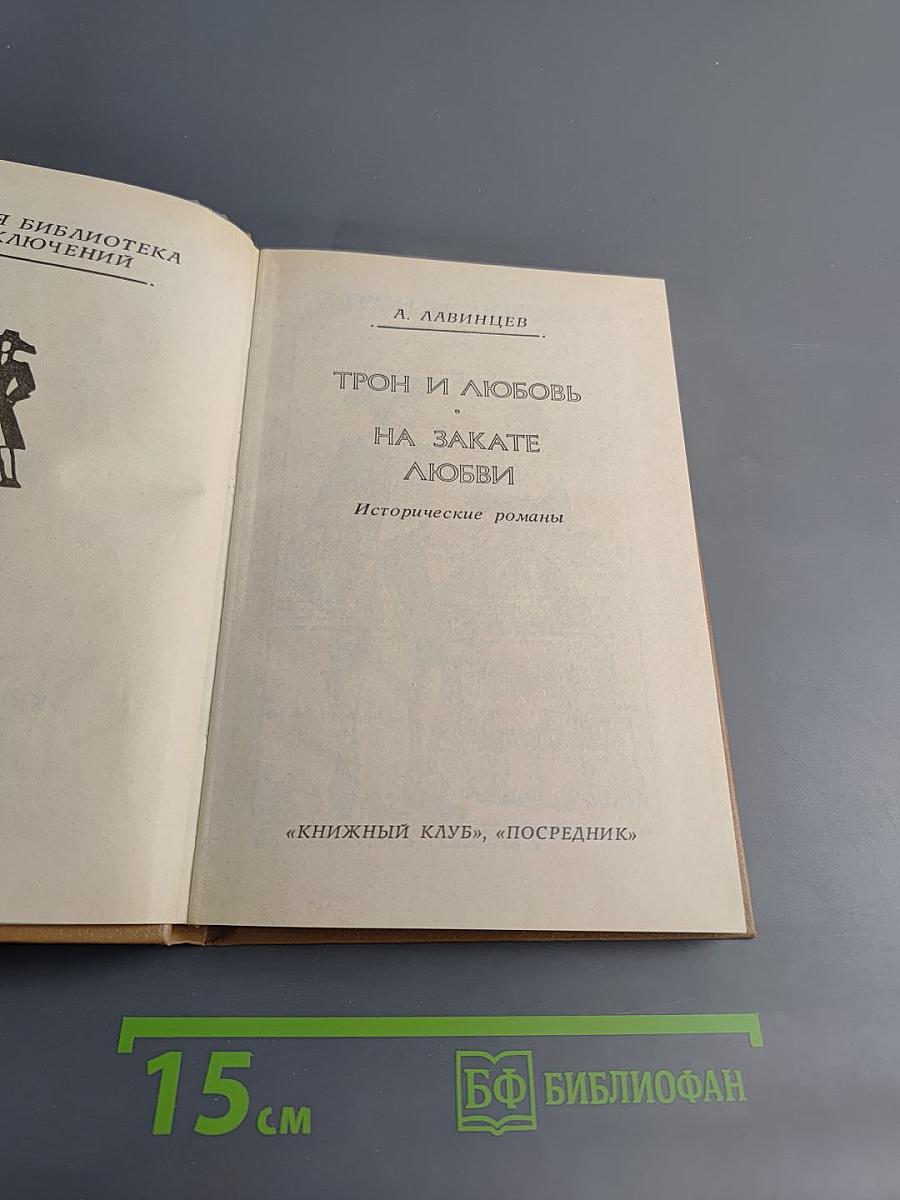 Я БИБЛИОТЕКА
КЛЮЧЕНИЙ
А. ЛАВИНЦЕВ
ТРОН И ЛЮБОВЬ
НА ЗАКАТЕ
ЛЮБВИ
Исторические романы
«КНИЖНЫЙ КЛУБ», «ПОСРЕДНИК»
15 см
БФ БИБЛИОФАН